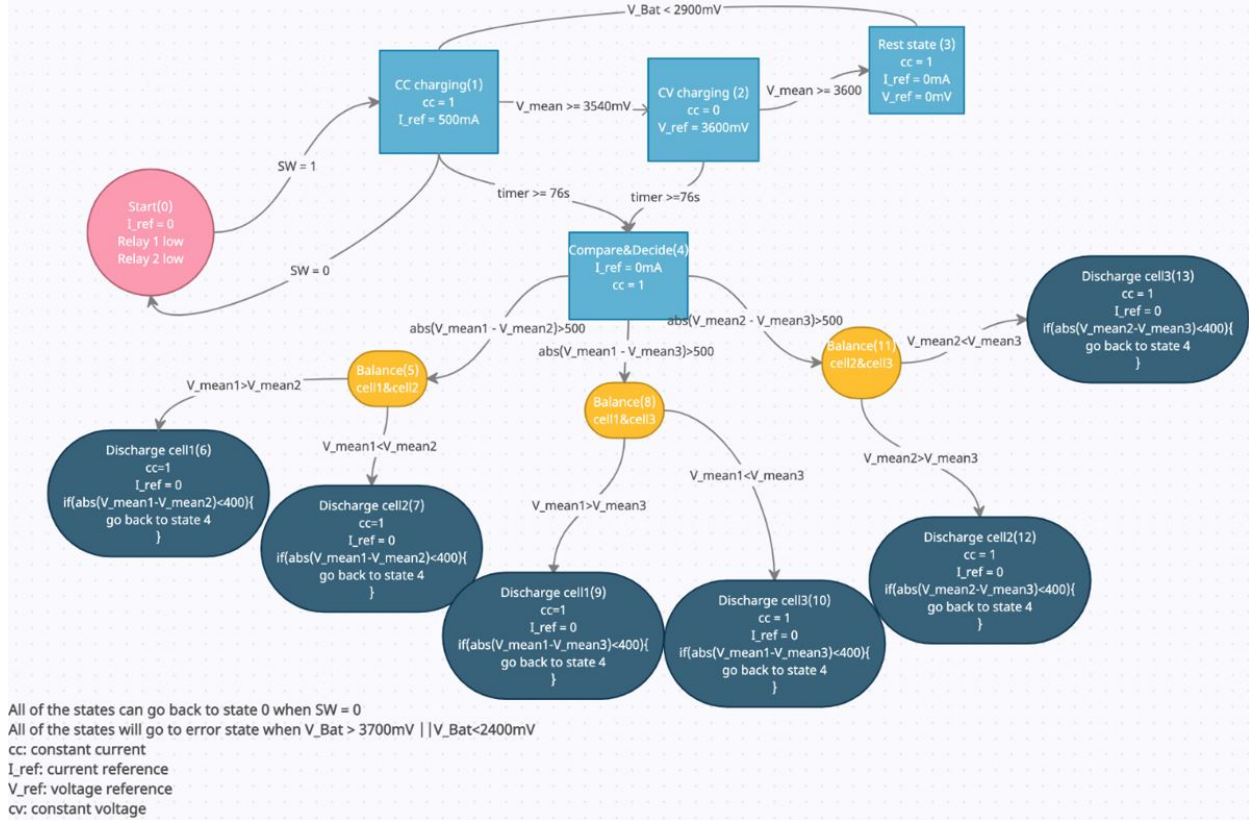 V_Bat < 2900mV
Rest state (3)
cc = 1
I_ref = 0mA
V_ref = 0mV
CC charging(1)
cc = 1
I_ref = 500mA
V_mean >= 3540mV
CV charging (2)
cc = 0
V_ref = 3600mV
V_mean >= 3600
SW = 1
timer >= 76s
timer >=76s
Start(0)
I_ref = 0
Relay 1 low
Relay 2 low
SW = 0
Compare&Decide(4)
I_ref = 0mA
cc = 1
abs(V_mean1 - V_mean2)>500
abs(V_mean1 - V_mean3)>500
abs(V_mean2 - V_mean3)>500
Discharge cell3(13)
cc = 1
I_ref = 0
if(abs(V_mean2-V_mean3)<400){
go back to state 4
}
Balance(5)
cell1&cell2
Balance(8)
cell1&cell3
Balance(11)
cell2&cell3
V_mean2<V_mean3
V_mean1>V_mean2
V_mean1<V_mean2
V_mean1>V_mean3
V_mean1<V_mean3
V_mean2>V_mean3
Discharge cell1(6)
cc=1
I_ref = 0
if(abs(V_mean1-V_mean2)<400){
go back to state 4
}
Discharge cell2(7)
cc=1
I_ref = 0
if(abs(V_mean1-V_mean2)<400){
go back to state 4
}
Discharge cell1(9)
cc=1
I_ref = 0
if(abs(V_mean1-V_mean3)<400){
go back to state 4
}
Discharge cell3(10)
cc = 1
I_ref = 0
if(abs(V_mean1-V_mean3)<400){
go back to state 4
}
Discharge cell2(12)
cc = 1
I_ref = 0
if(abs(V_mean2-V_mean3)<400){
go back to state 4
}
All of the states can go back to state 0 when SW = 0
All of the states will go to error state when V_Bat > 3700mV ||V_Bat<2400mV
cc: constant current
I_ref: current reference
V_ref: voltage reference
cv: constant voltage